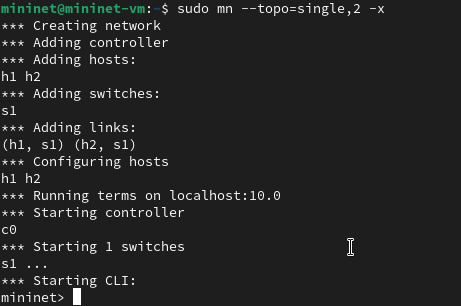 mininet@mininet-vm:~$ sudo mn --topo=single,2 -x
*** Creating network
*** Adding controller
*** Adding hosts:
h1 h2
*** Adding switches:
s1
*** Adding links:
(h1, s1) (h2, s1)
*** Configuring hosts
h1 h2
*** Running terms on localhost:10.0
*** Starting controller
c0
*** Starting 1 switches
s1 ...
*** Starting CLI:
mininet>